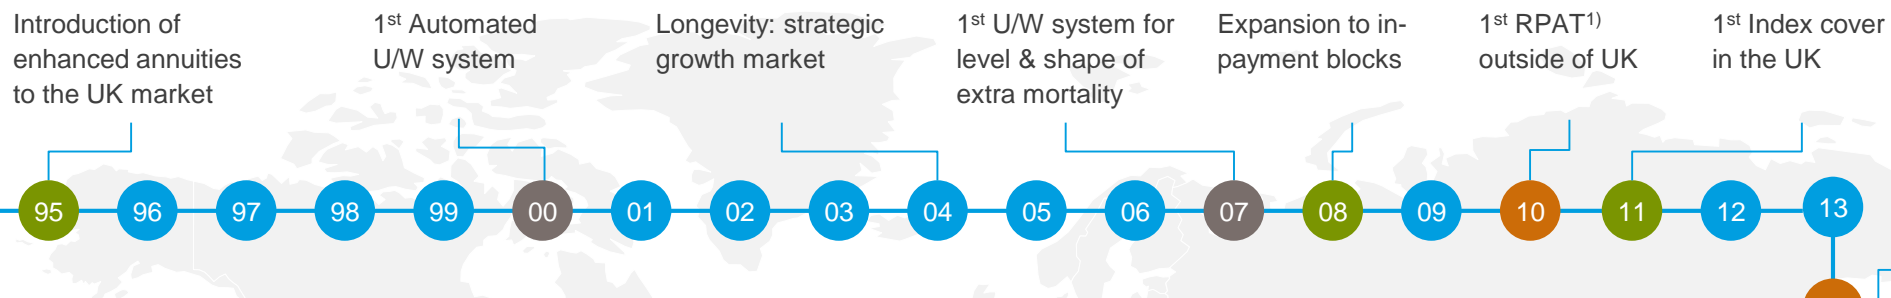 Introduction of
enhanced annuities
to the UK market
1st Automated
U/W system
Longevity: strategic
growth market
1st U/W system for
level & shape of
extra mortality
Expansion to in-
payment blocks
1st RPAT1)
outside of UK
1st Index cover
in the UK
95 96 97 98 99 00 01 02 03 04 05 06 07 08 09 10 11 12 13